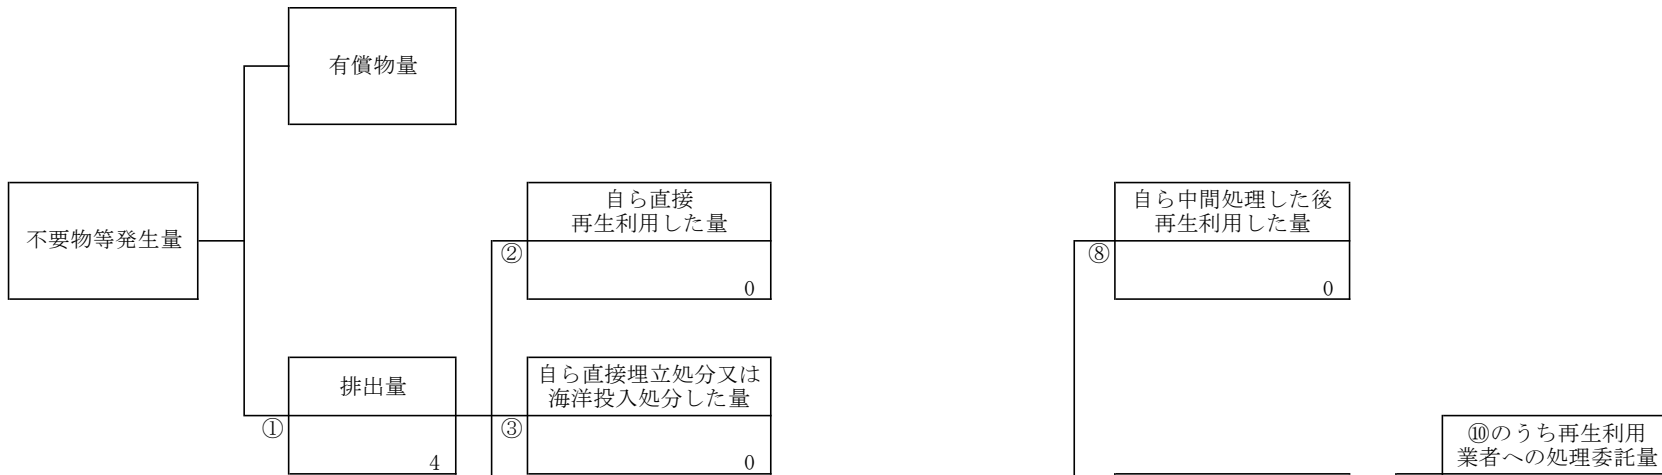 有償物量
不要物等発生量
自ら直接
再生利用した量
②
0
自ら中間処理した後
再生利用した量
⑧
0
排出量
①
4
自ら直接埋立処分又は
海洋投入処分した量
③
0
⑩のうち再生利用
業者への処理委託量